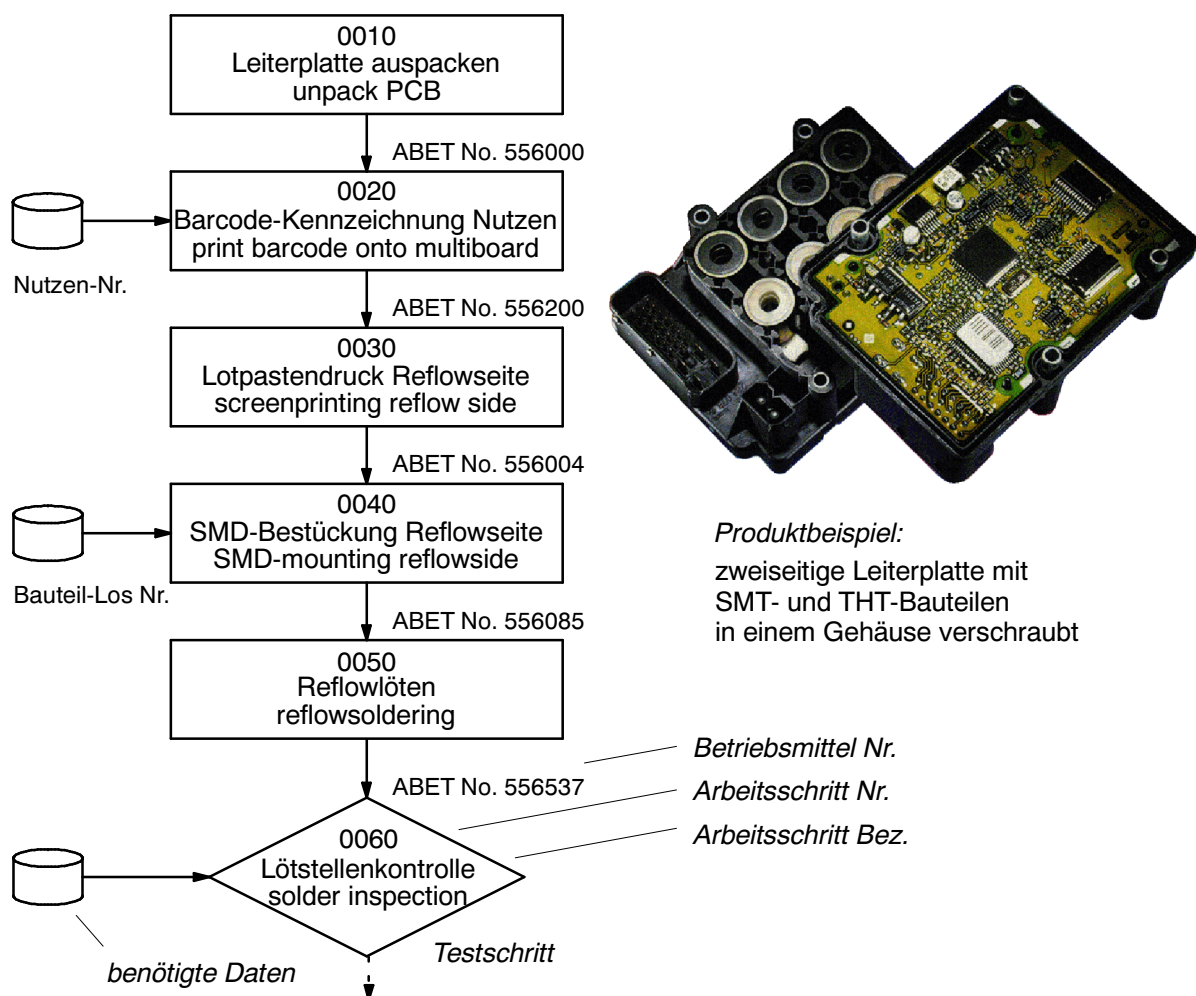 0010
Leiterplatte auspacken
unpack PCB
ABET No. 556000
0020
Barcode-Kennzeichnung Nutzen
print barcode onto multiboard
Nutzen-Nr.
ABET No. 556200
0030
Lotpastendruck Reflowseite
screenprinting reflow side
ABET No. 556004
0040
SMD-Bestückung Reflowseite
SMD-mounting reflowside
Bauteil-Los Nr.
ABET No. 556085
0050
Reflowlöten
reflowsoldering
ABET No. 556537
0060
Lötstellenkontrolle
solder inspection
benötigte Daten
Testschritt
Betriebsmittel Nr.
Arbeitsschritt Nr.
Arbeitsschritt Bez.
Produktbeispiel:
zweiseitige Leiterplatte mit
SMT- und THT-Bauteilen
in einem Gehäuse verschraubt